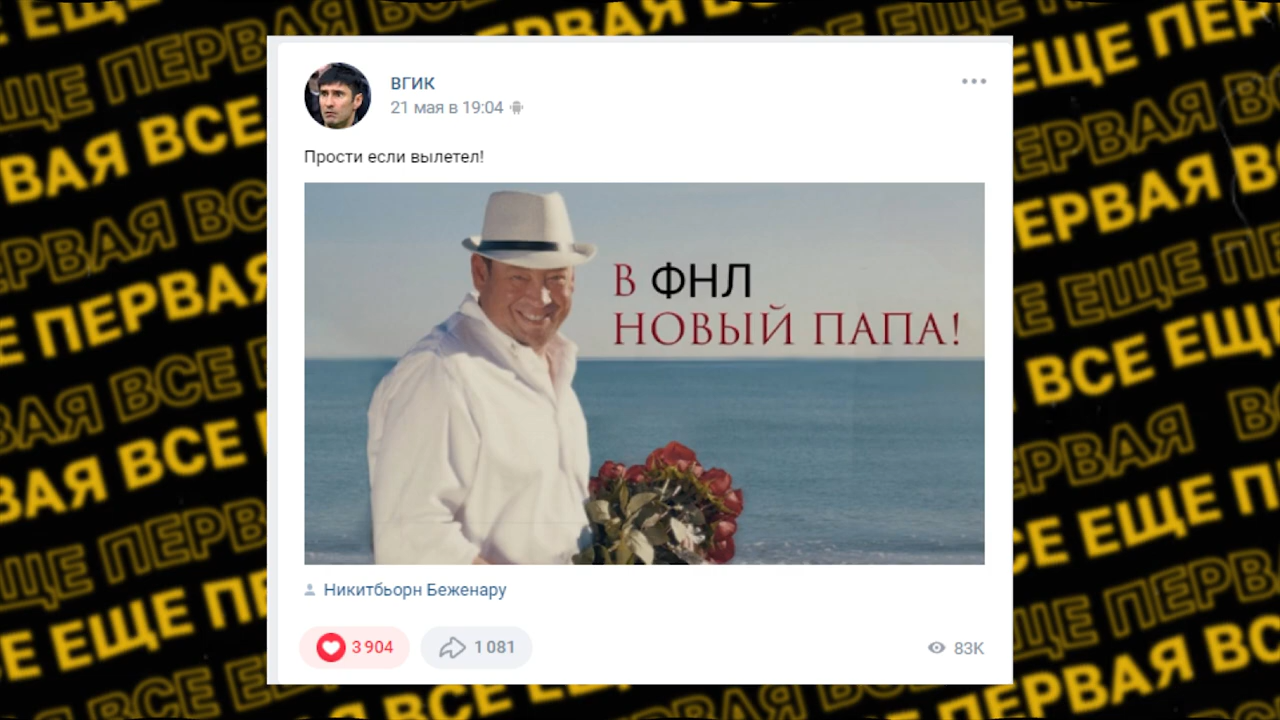 ВГИК
21 мая в 19:04
Прости если вылетел!
В ФНЛ
НОВЫЙ ПАПА!
Никитбьорн Беженару
3 904
1 081
83K
ВСЕ ЕЩЕ ПЕРВАЯ